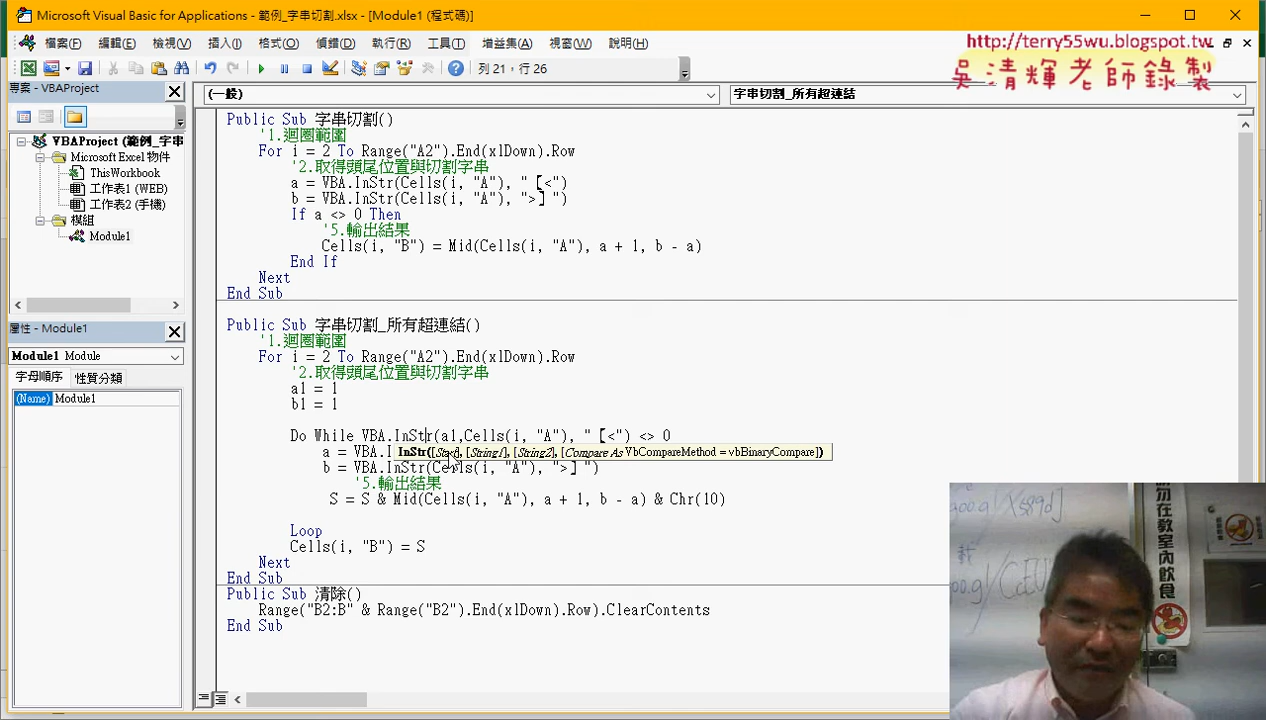 Microsoft Visual Basic for Applications - 範例_字串切割.xlsx - [Module1 (程式碼)]
http://terry55wu.blogspot.tw
吳清輝老師錄製
檔案(F) 編輯(E) 檢視(V) 插入(I) 格式(O) 偵錯(D) 執行(R) 工具(T) 增益集(A) 視窗(W) 說明(H)
列 21，行 26
專案 - VBAProject
(一般) 字串切割_所有超連結
VBAProject (範例_字串
Microsoft Excel 物件
ThisWorkbook
工作表1 (WEB)
工作表2 (手機)
模組
Module1
屬性 - Module1
Module1 Module
字母順序 性質分類
(Name) Module1
Public Sub 字串切割()
'1.迴圈範圍
For i = 2 To Range("A2").End(xlDown).Row
'2.取得頭尾位置與切割字串
a = VBA.InStr(Cells(i, "A"), "【<")
b = VBA.InStr(Cells(i, "A"), ">】")
If a <> 0 Then
'5.輸出結果
Cells(i, "B") = Mid(Cells(i, "A"), a + 1, b - a)
End If
Next
End Sub
Public Sub 字串切割_所有超連結()
'1.迴圈範圍
For i = 2 To Range("A2").End(xlDown).Row
'2.取得頭尾位置與切割字串
a1 = 1
b1 = 1
Do While VBA.InStr(a1,Cells(i, "A"), "【<") <> 0
a = VBA.I
InStr([Start], [String1], [String2], [Compare As VbCompareMethod = vbBinaryCompare])
b = VBA.InStr(Cells(i, "A"), ">】")
'5.輸出結果
S = S & Mid(Cells(i, "A"), a + 1, b - a) & Chr(10)
Loop
Cells(i, "B") = S
Next
End Sub
Public Sub 清除()
Range("B2:B" & Range("B2").End(xlDown).Row).ClearContents
End Sub
勿在教室內飲食